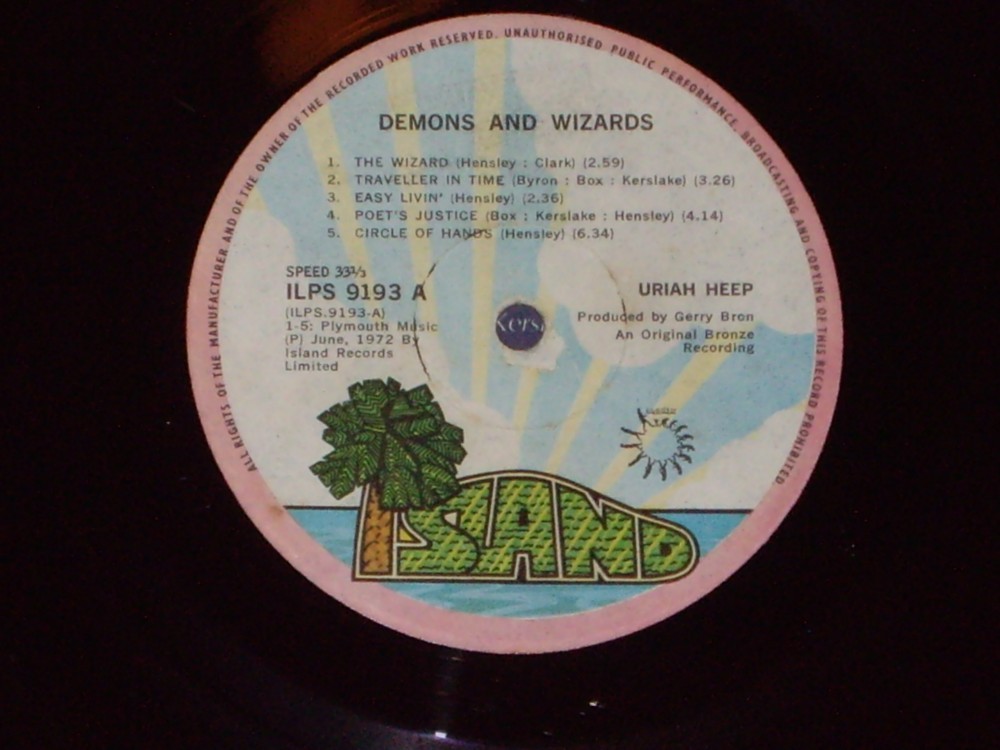 ALL RIGHTS OF THE MANUFACTURER AND OF THE OWNER OF THE RECORDED WORK RESERVED. UNAUTHORISED PUBLIC PERFORMANCE, BROADCASTING AND COPYING OF THIS RECORD PROHIBITED.
DEMONS AND WIZARDS
1. THE WIZARD (Hensley : Clark) (2.59)
2. TRAVELLER IN TIME (Byron : Box : Kerslake) (3.26)
3. EASY LIVIN' (Hensley) (2.36)
4. POET'S JUSTICE (Box : Kerslake : Hensley) (4.14)
5. CIRCLE OF HANDS (Hensley) (6.34)
SPEED 33⅓
ILPS 9193 A
(ILPS.9193-A)
1-5: Plymouth Music
(P) June, 1972 By
Island Records
Limited
URIAH HEEP
Produced by Gerry Bron
An Original Bronze
Recording
ISLAND